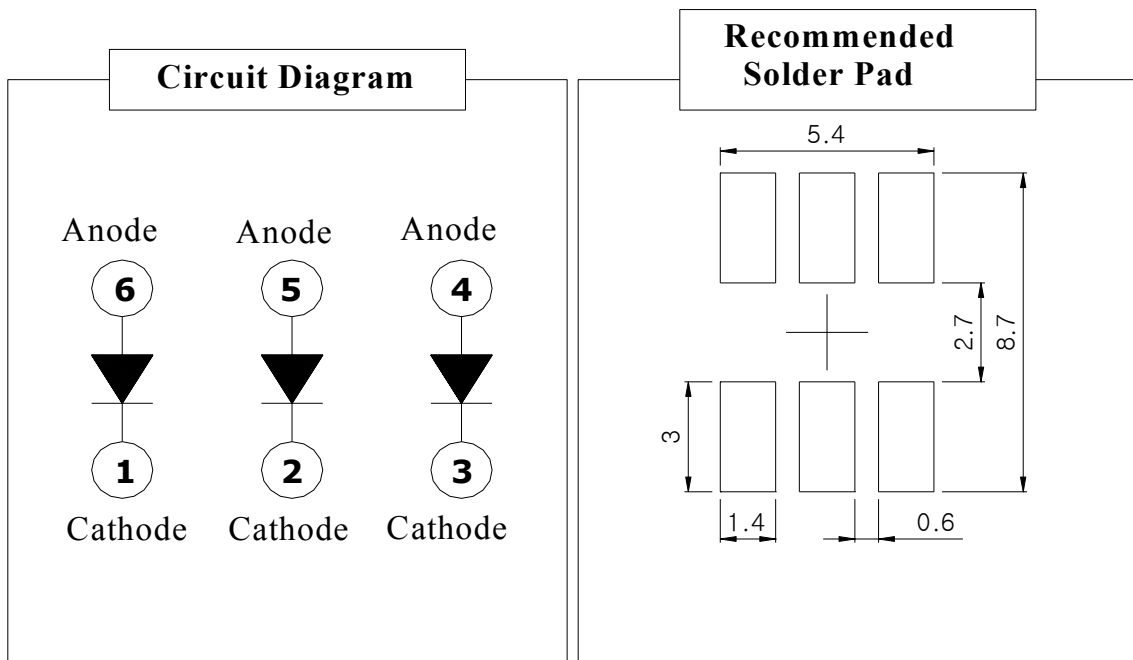 Circuit Diagram
Anode
Anode
Anode
6
5
4
1
2
3
Cathode
Cathode
Cathode
Recommended
Solder Pad
5.4
2.7
8.7
3
1.4
0.6